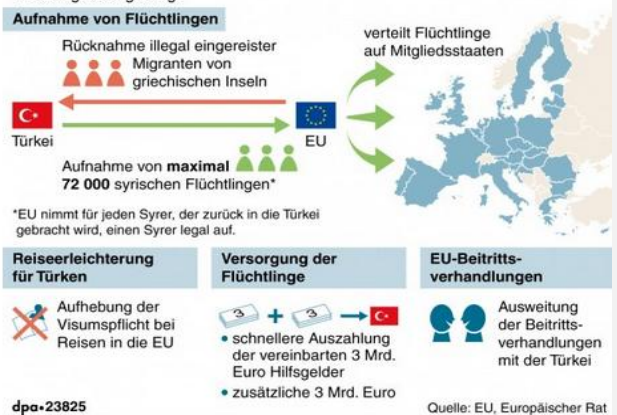 Aufnahme von Flüchtlingen
Rücknahme illegal eingereister
Migranten von
griechischen Inseln
Türkei
EU
Aufnahme von maximal
72 000 syrischen Flüchtlingen*
verteilt Flüchtlinge
auf Mitgliedsstaaten
*EU nimmt für jeden Syrer, der zurück in die Türkei
gebracht wird, einen Syrer legal auf.
Reiseerleichterung
für Türken
Aufhebung der
Visumspflicht bei
Reisen in die EU
Versorgung der
Flüchtlinge
3 + 3
• schnellere Auszahlung
der vereinbarten 3 Mrd.
Euro Hilfsgelder
• zusätzliche 3 Mrd. Euro
EU-Beitritts-
verhandlungen
Ausweitung
der Beitritts-
verhandlungen
mit der Türkei
dpa•23825
Quelle: EU, Europäischer Rat